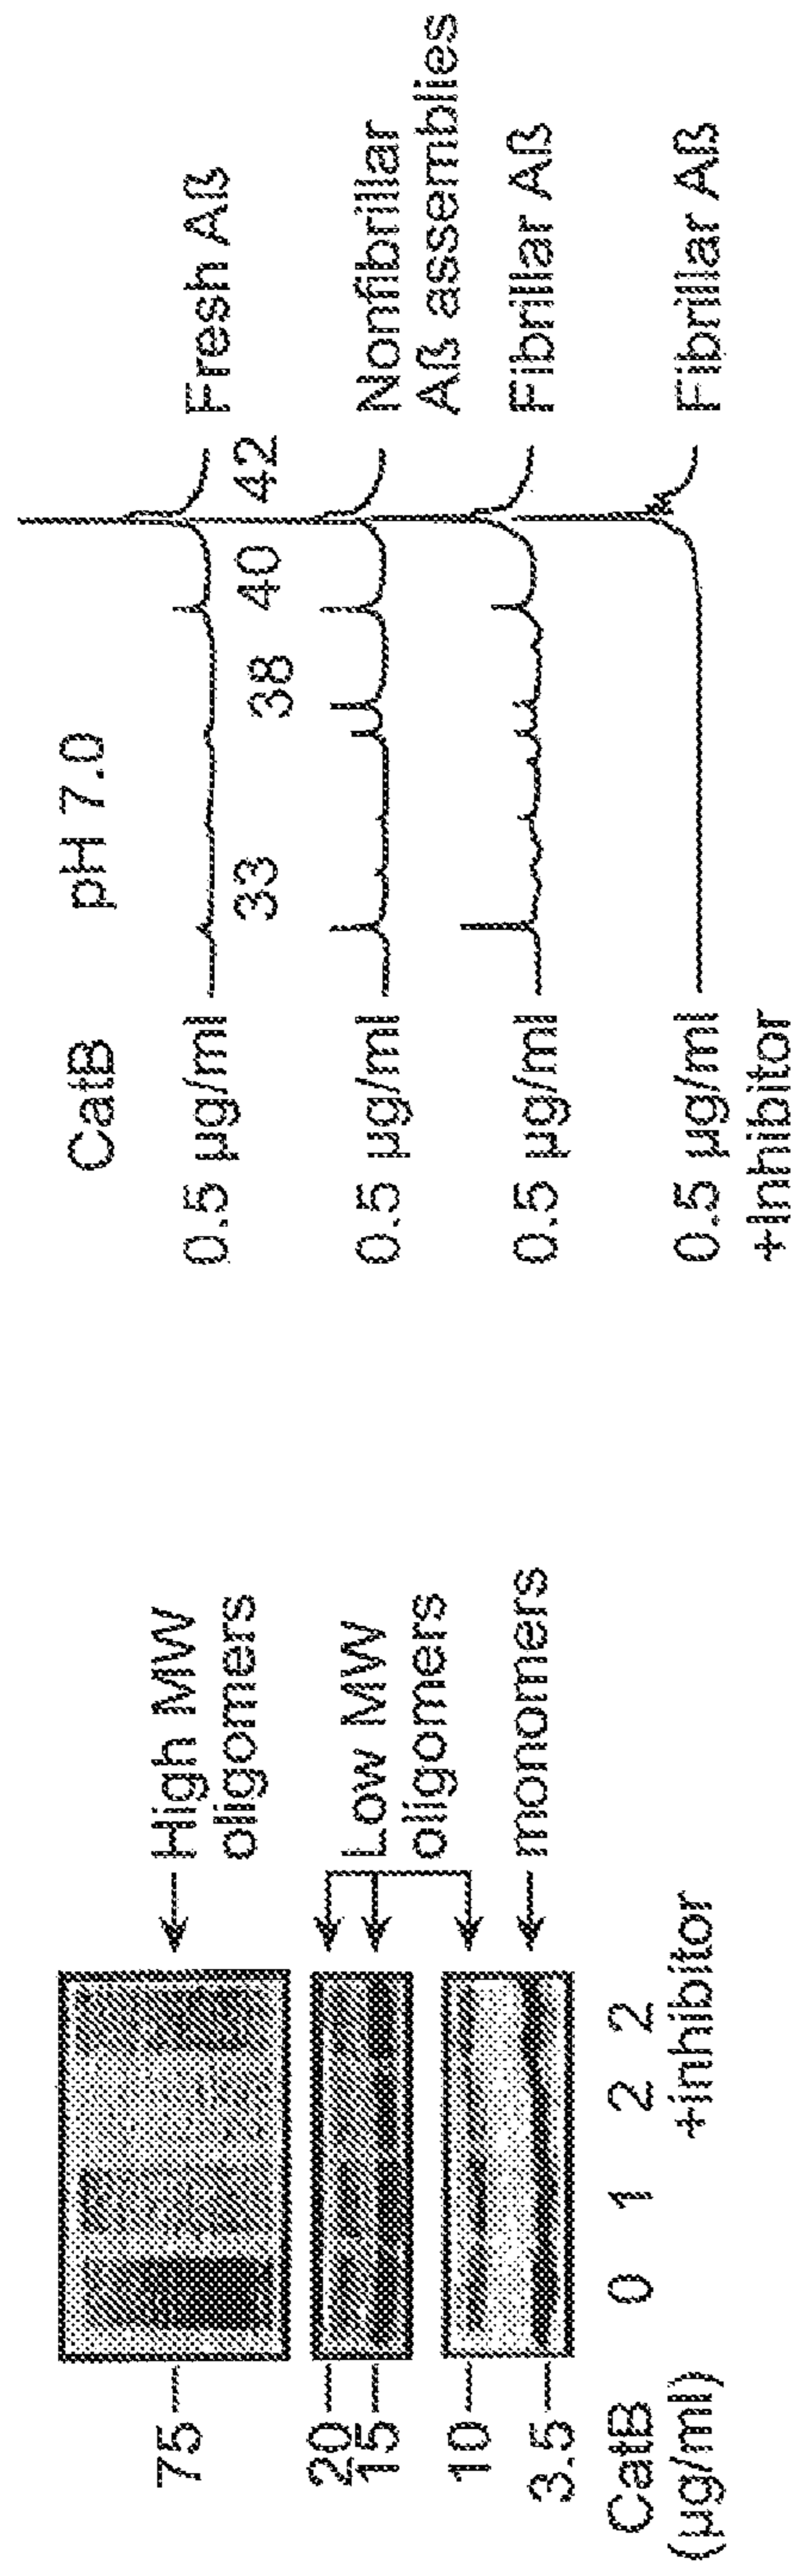 75
High MW
oligomers
20
15
Low MW
oligomers
10
3.5
monomers
CatB
(µg/ml)
0 1 2 2
+inhibitor
CatB pH 7.0
0.5 µg/ml
Fresh Aß
33 38 40 42
0.5 µg/ml
Nonfibrillar
Aß assemblies
0.5 µg/ml
Fibrillar Aß
0.5 µg/ml
+Inhibitor
Fibrillar Aß